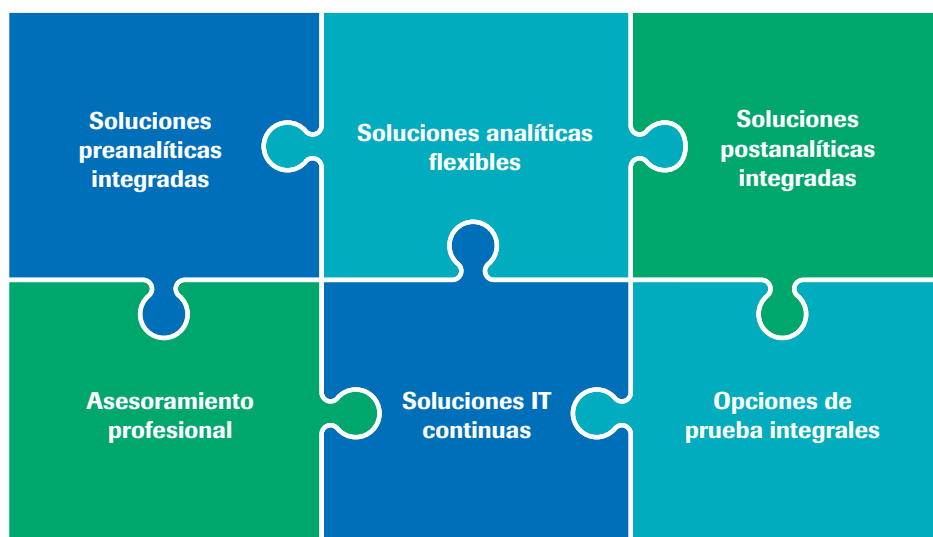 Soluciones
preanalíticas
integradas
Soluciones analíticas
flexibles
Soluciones
postanalíticas
integradas
Asesoramiento
profesional
Soluciones IT
continuas
Opciones de
prueba integrales